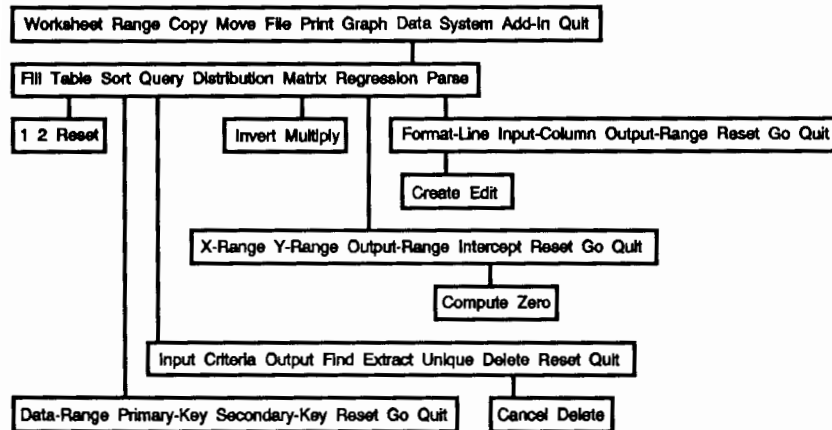 Worksheet Range Copy Move File Print Graph Data System Add-In Quit
Fill Table Sort Query Distribution Matrix Regression Parse
1 2 Reset
Invert Multiply
Format-Line Input-Column Output-Range Reset Go Quit
Create Edit
X-Range Y-Range Output-Range Intercept Reset Go Quit
Compute Zero
Input Criteria Output Find Extract Unique Delete Reset Quit
Data-Range Primary-Key Secondary-Key Reset Go Quit
Cancel Delete